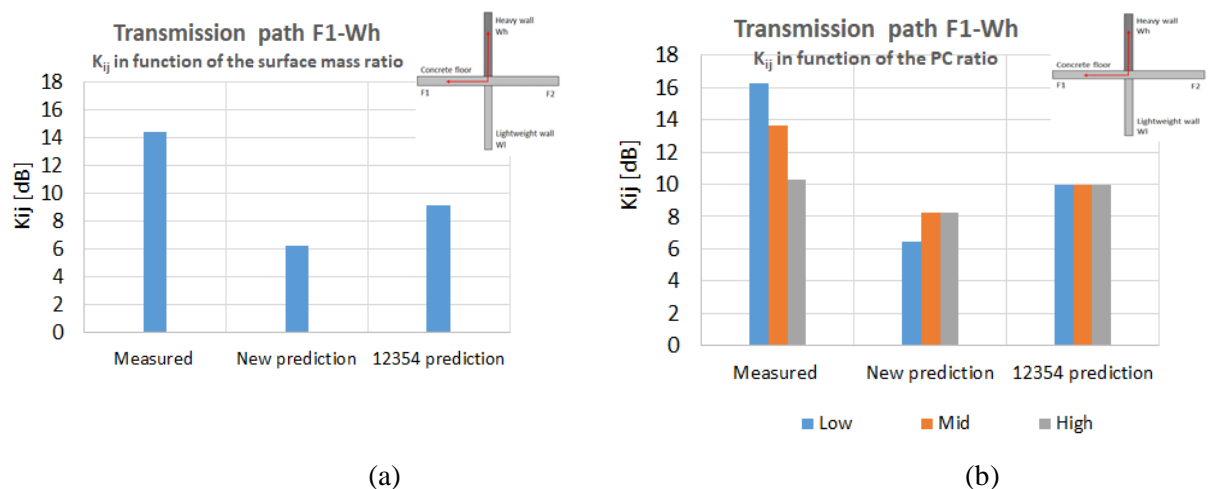 Transmission path F1-Wh
Kij in function of the surface mass ratio
Heavy wall
Wh
Concrete floor
F1
F2
Lightweight wall
Wl
Kij [dB]
18
16
14
12
10
8
6
4
2
0
Measured
New prediction
12354 prediction
(a)
Transmission path F1-Wh
Kij in function of the PC ratio
Heavy wall
Wh
Concrete floor
F1
F2
Lightweight wall
Wl
Kij [dB]
18
16
14
12
10
8
6
4
2
0
Measured
New prediction
12354 prediction
Low
Mid
High
(b)